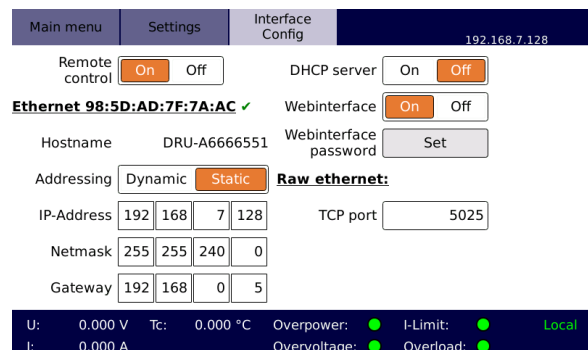 Main menu Settings Interface Config 192.168.7.128
Remote control On Off DHCP server On Off
Ethernet 98:5D:AD:7F:7A:AC ✔ Webinterface On Off
Hostname DRU-A6666551 Webinterface password Set
Addressing Dynamic Static Raw ethernet:
IP-Address 192 168 7 128 TCP port 5025
Netmask 255 255 240 0
Gateway 192 168 0 5
U: 0.000 V Tc: 0.000 °C Overpower: I-Limit: Local
I: 0.000 A Overvoltage: Overload: